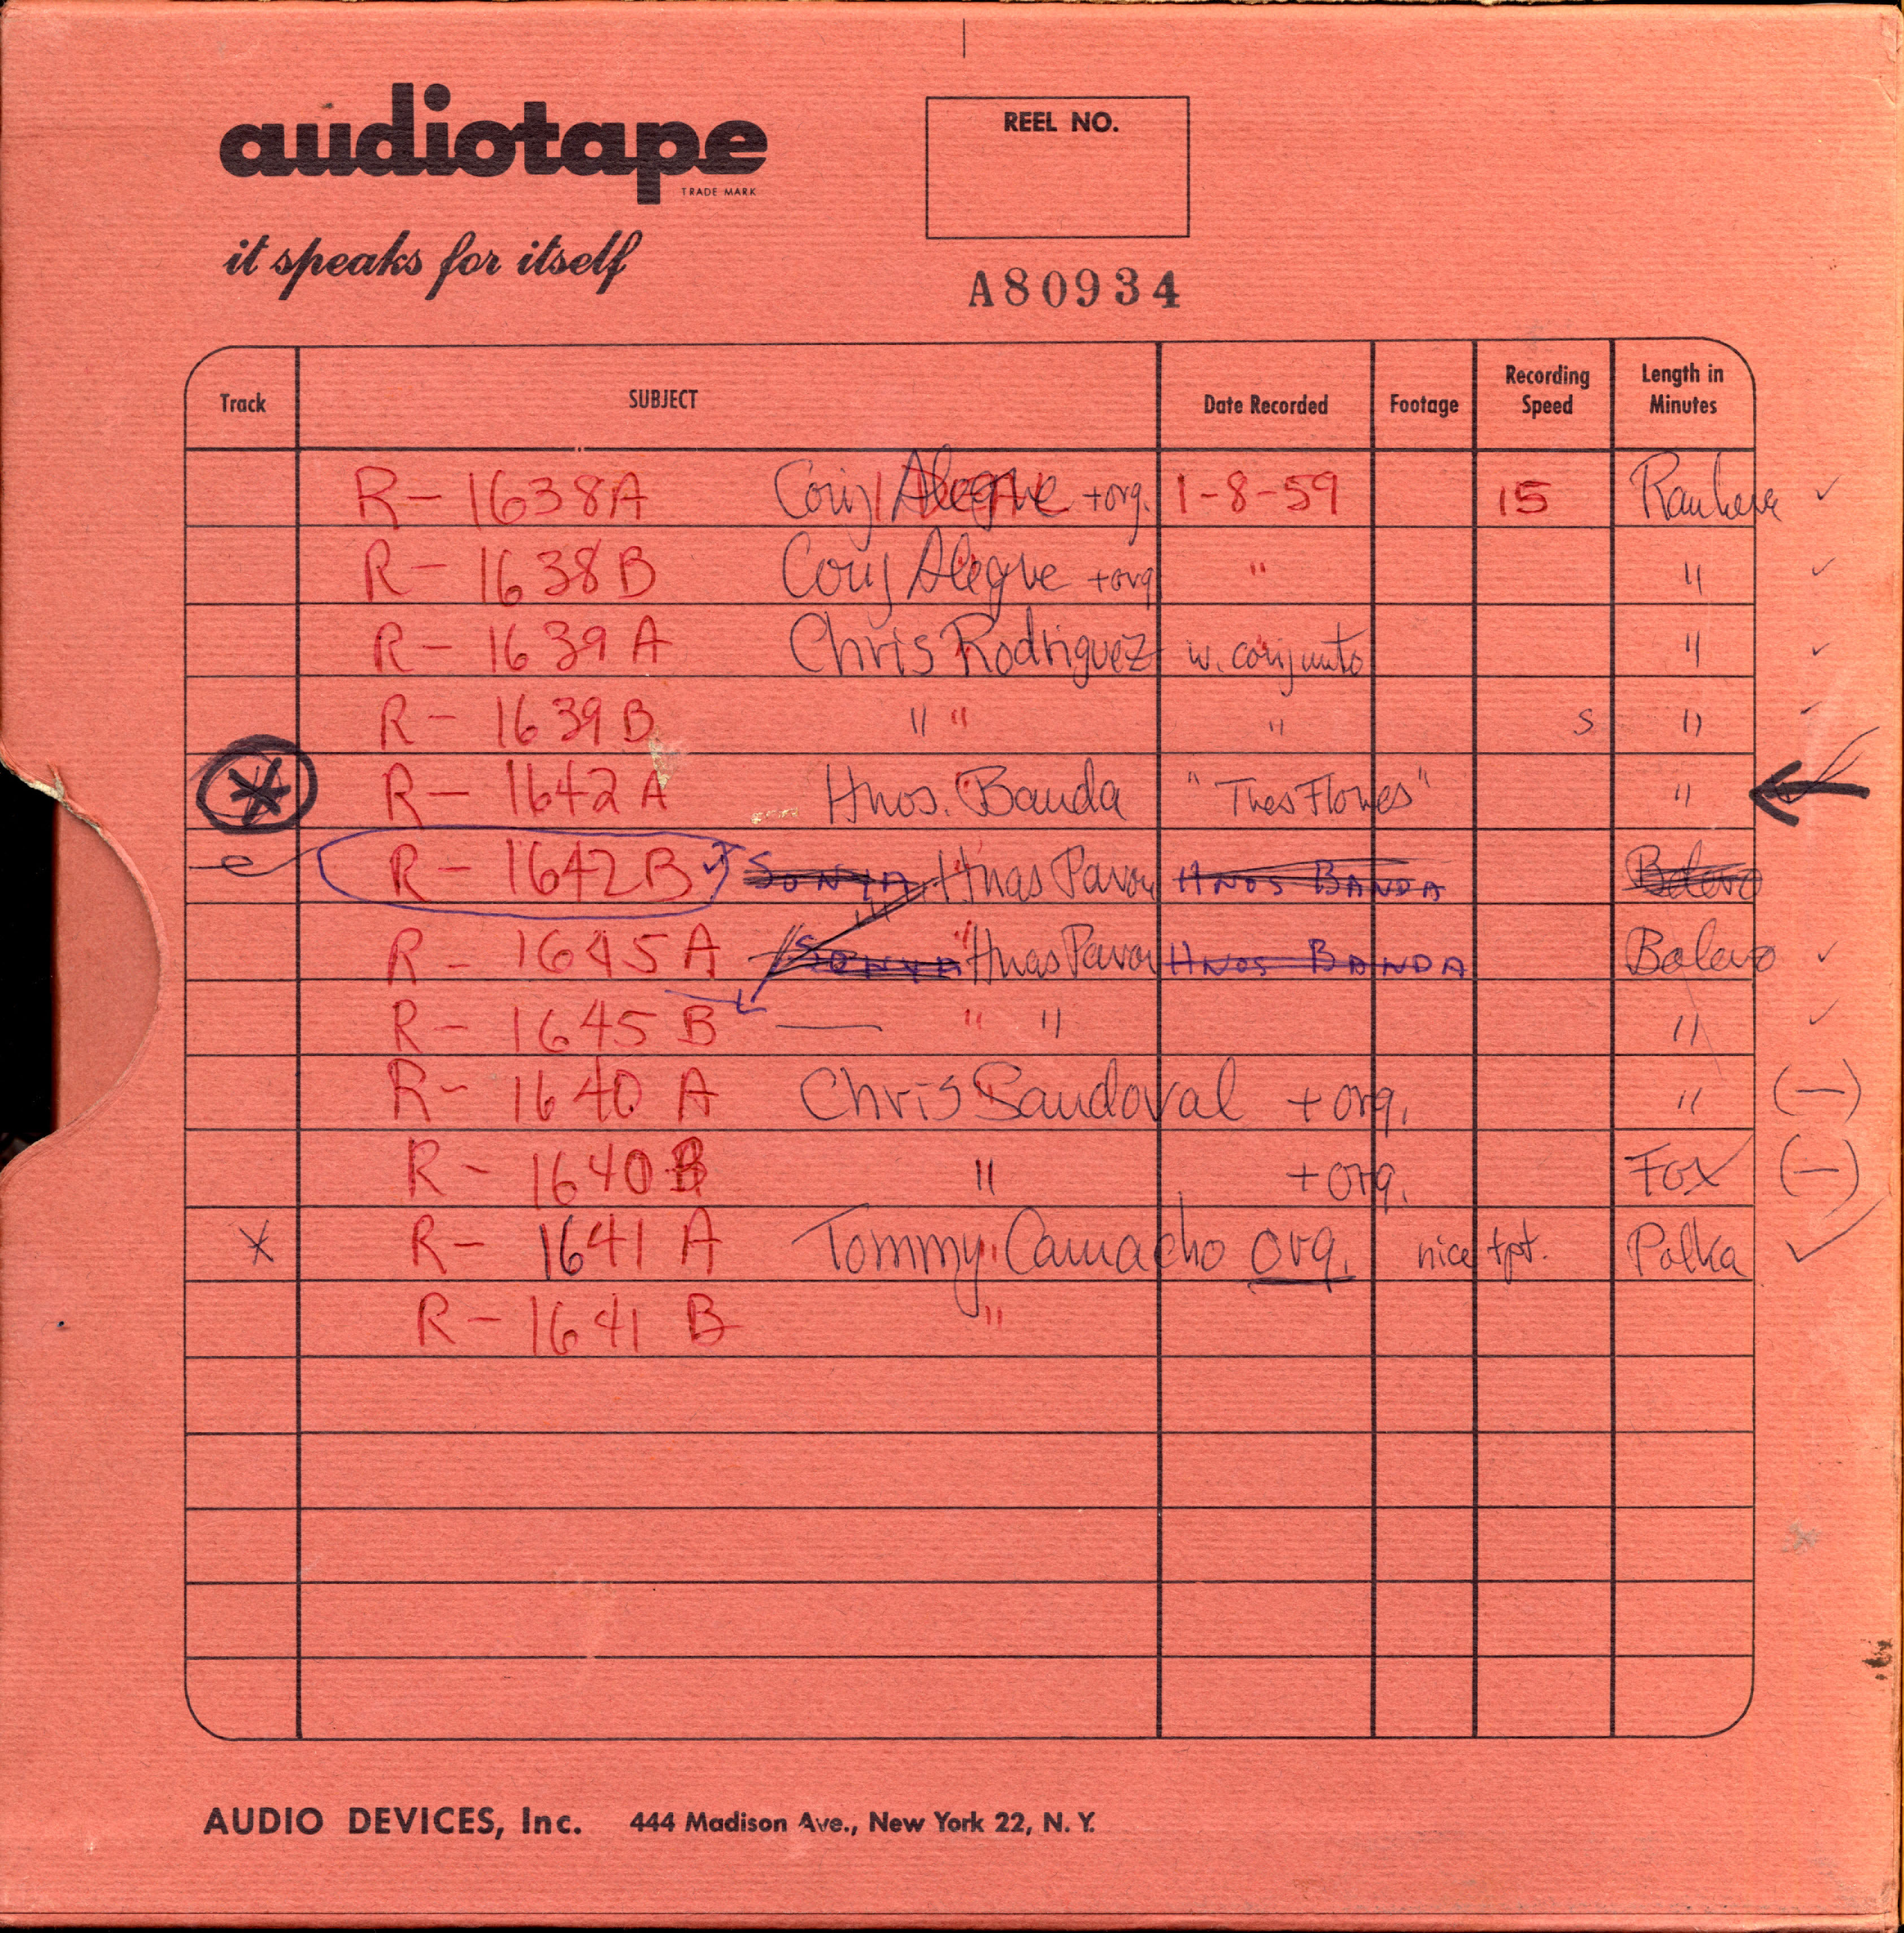 audiotape
TRADE MARK
it speaks for itself
REEL NO.
A80934
Track SUBJECT Date Recorded Footage Recording Speed Length in Minutes
R-1638A Alegre +org. 1-8-59 15 ✓
R-1638B Alegre +org " " ✓
R-1639A Chris Rodriguez w. conjunto " ✓
R-1639B " " " S " ✓
* R-1642A Hnos. Banda "Tres Flores" "
R-1642B SONIA Hnas Pavon HNOS BANDA Bolero
R-1645A SONYA Hnas Pavon HNOS BANDA Bolero ✓
R-1645B — " " " ✓
R-1640A Chris Sandoval +org. " (—)
R-1640B " +org. Fox (—)
* R-1641A Tommy Camacho org. nice tpt. Polka ✓
R-1641B "
AUDIO DEVICES, Inc. 444 Madison Ave., New York 22, N. Y.